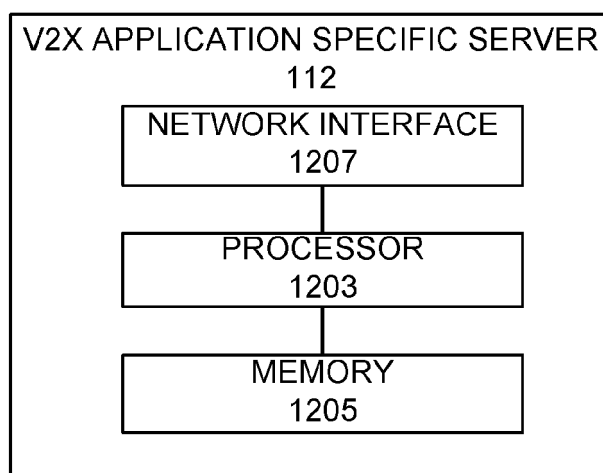 V2X APPLICATION SPECIFIC SERVER
112
NETWORK INTERFACE
1207
PROCESSOR
1203
MEMORY
1205